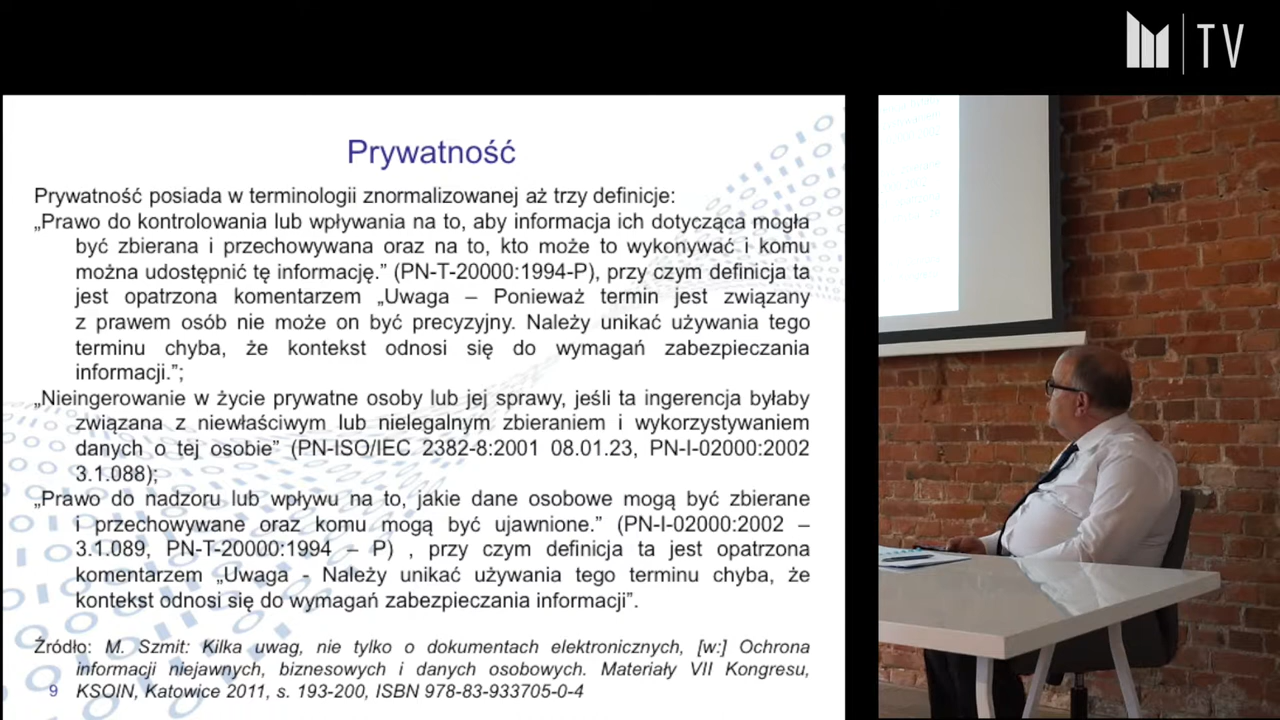 TV
Prywatność
Prywatność posiada w terminologii znormalizowanej aż trzy definicje:
„Prawo do kontrolowania lub wpływania na to, aby informacja ich dotycząca mogła
być zbierana i przechowywana oraz na to, kto może to wykonywać i komu
można udostępnić tę informację.” (PN-T-20000:1994-P), przy czym definicja ta
jest opatrzona komentarzem „Uwaga – Ponieważ termin jest związany
z prawem osób nie może on być precyzyjny. Należy unikać używania tego
terminu chyba, że kontekst odnosi się do wymagań zabezpieczania
informacji.”;
„Nieingerowanie w życie prywatne osoby lub jej sprawy, jeśli ta ingerencja byłaby
związana z niewłaściwym lub nielegalnym zbieraniem i wykorzystywaniem
danych o tej osobie” (PN-ISO/IEC 2382-8:2001 08.01.23, PN-I-02000:2002
3.1.088);
„Prawo do nadzoru lub wpływu na to, jakie dane osobowe mogą być zbierane
i przechowywane oraz komu mogą być ujawnione.” (PN-I-02000:2002 –
3.1.089, PN-T-20000:1994 – P) , przy czym definicja ta jest opatrzona
komentarzem „Uwaga - Należy unikać używania tego terminu chyba, że
kontekst odnosi się do wymagań zabezpieczania informacji”.
Źródło: M. Szmit: Kilka uwag, nie tylko o dokumentach elektronicznych, [w:] Ochrona
informacji niejawnych, biznesowych i danych osobowych. Materiały VII Kongresu,
9 KSOIN, Katowice 2011, s. 193-200, ISBN 978-83-933705-0-4